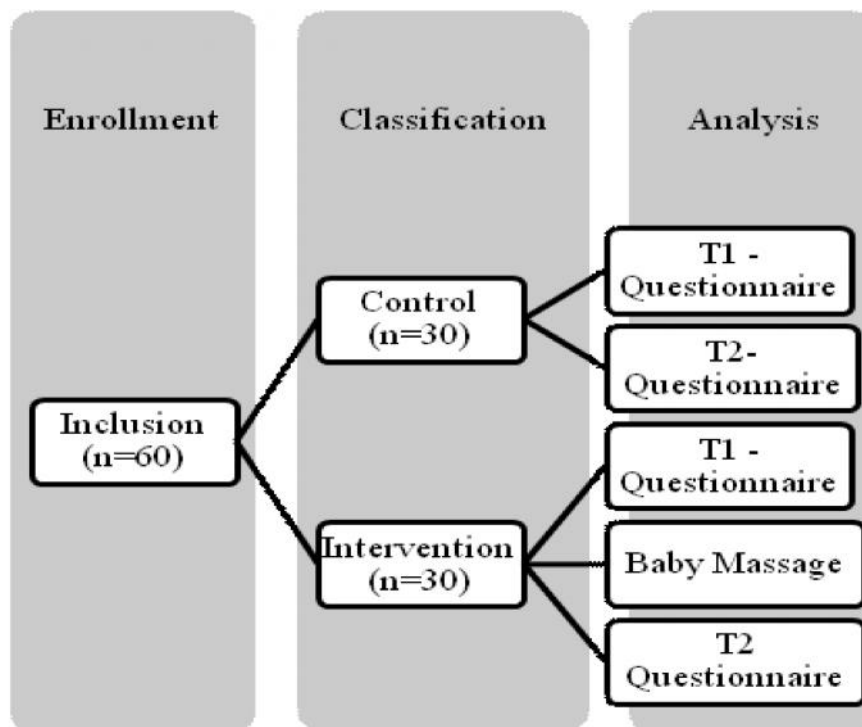 Enrollment
Classification
Analysis
Inclusion
(n=60)
Control
(n=30)
Intervention
(n=30)
T1 -
Questionnaire
T2-
Questionnaire
T1 -
Questionnaire
Baby Massage
T2
Questionnaire